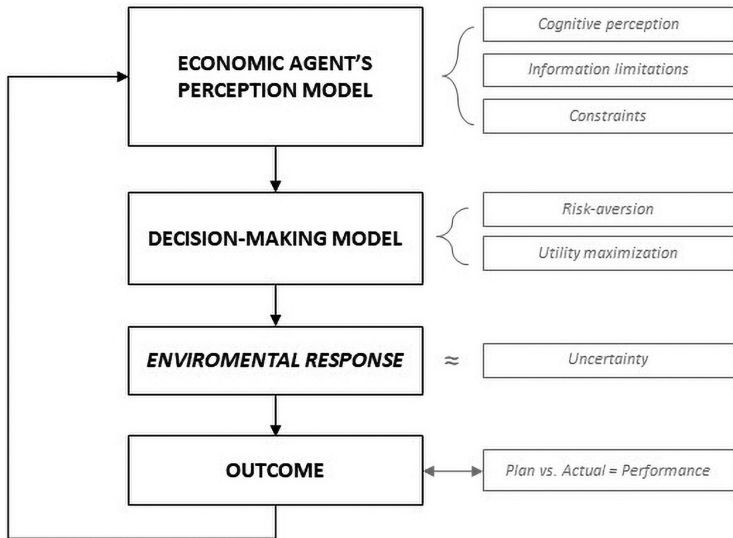 ECONOMIC AGENT'S
PERCEPTION MODEL
Cognitive perception
Information limitations
Constraints
DECISION-MAKING MODEL
Risk-aversion
Utility maximization
ENVIROMENTAL RESPONSE
≈
Uncertainty
OUTCOME
Plan vs. Actual = Performance